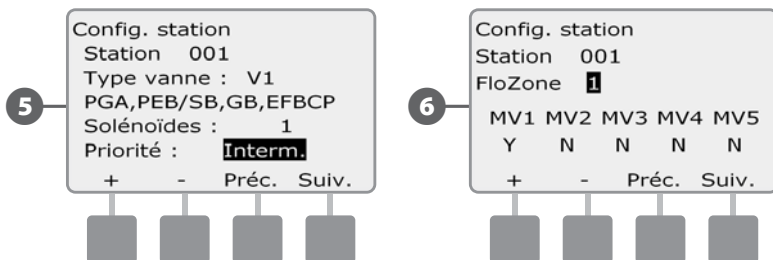 5
Config. station
Station 001
Type vanne : V1
PGA,PEB/SB,GB,EFBCP
Solénoïdes : 1
Priorité : Interm.
+ - Préc. Suiv.
6
Config. station
Station 001
FloZone 1
MV1 MV2 MV3 MV4 MV5
Y N N N N
+ - Préc. Suiv.